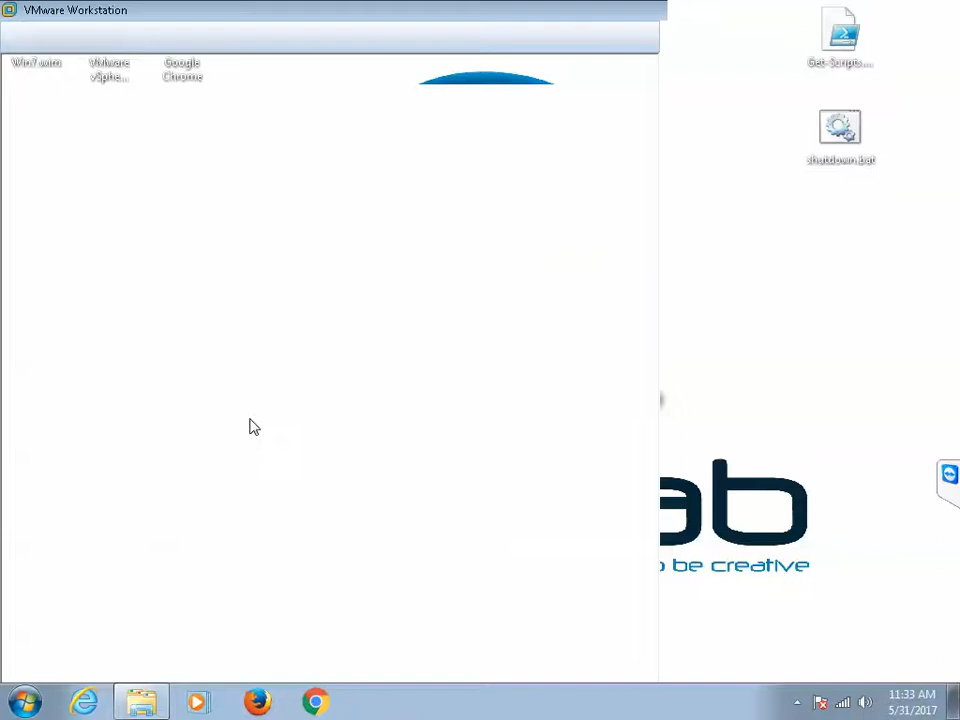 VMware Workstation
Win7.wim
VMware
vSphe...
Google
Chrome
Get-Scripts....
shutdown.bat
ab
o be creative
11:33 AM
5/31/2017